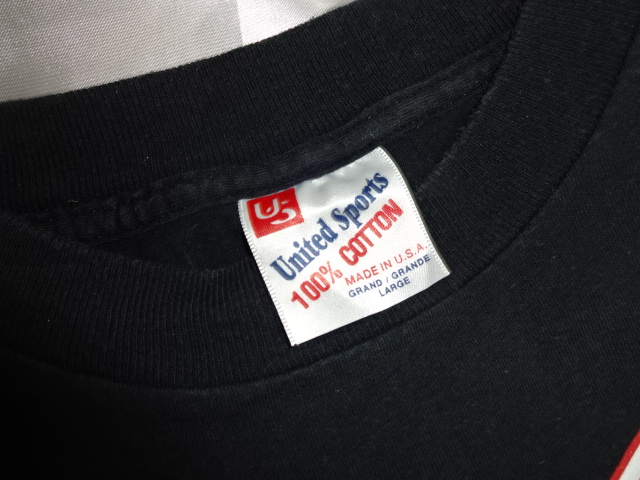 US
United Sports
100% COTTON
MADE IN U.S.A.
GRAND / GRANDE
LARGE